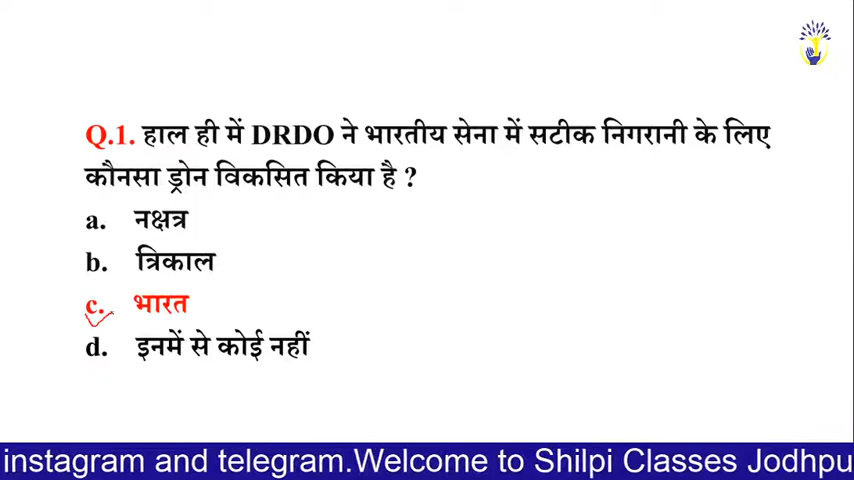 Q.1. हाल ही में DRDO ने भारतीय सेना में सटीक निगरानी के लिए
कौनसा ड्रोन विकसित किया है ?
a. नक्षत्र
b. त्रिकाल
c. भारत
d. इनमें से कोई नहीं
instagram and telegram.Welcome to Shilpi Classes Jodhpu